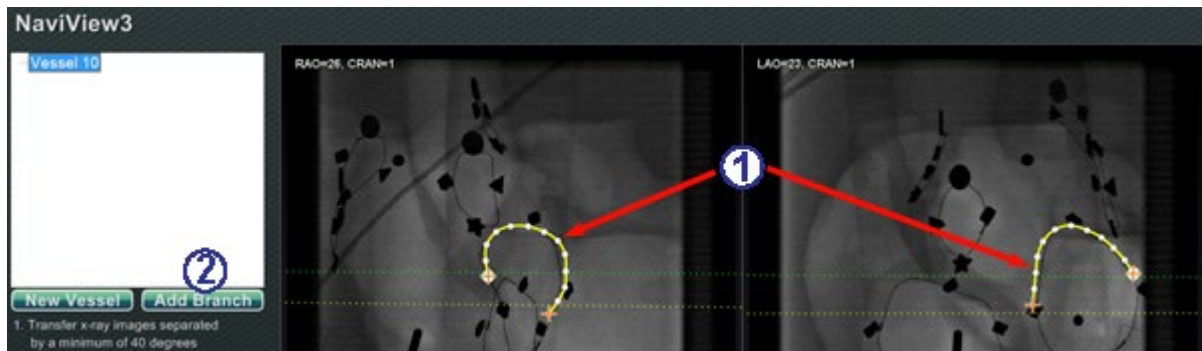 NaviView3
Vessel 10
RAO=26, CRAN=1
LAO=23, CRAN=1
1
2
New Vessel
Add Branch
1. Transfer x-ray images separated
by a minimum of 40 degrees